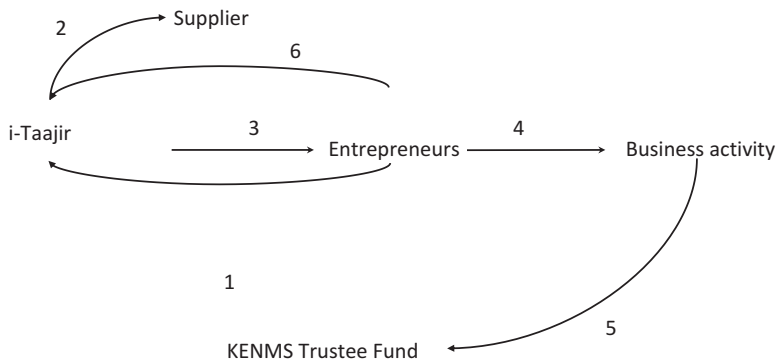 Supplier
2
6
i-Taajir
3
Entrepreneurs
4
Business activity
1
5
KENMS Trustee Fund